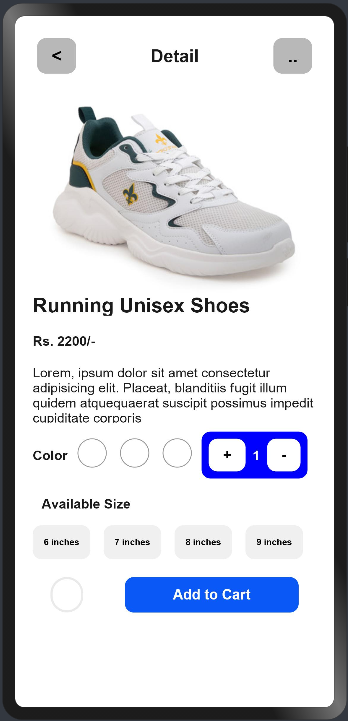 < Detail ..
Running Unisex Shoes
Rs. 2200/-
Lorem, ipsum dolor sit amet consectetur
adipisicing elit. Placeat, blanditiis fugit illum
quidem atquequaerat suscipit possimus impedit
cupiditate corporis
Color + 1 -
Available Size
6 inches 7 inches 8 inches 9 inches
Add to Cart